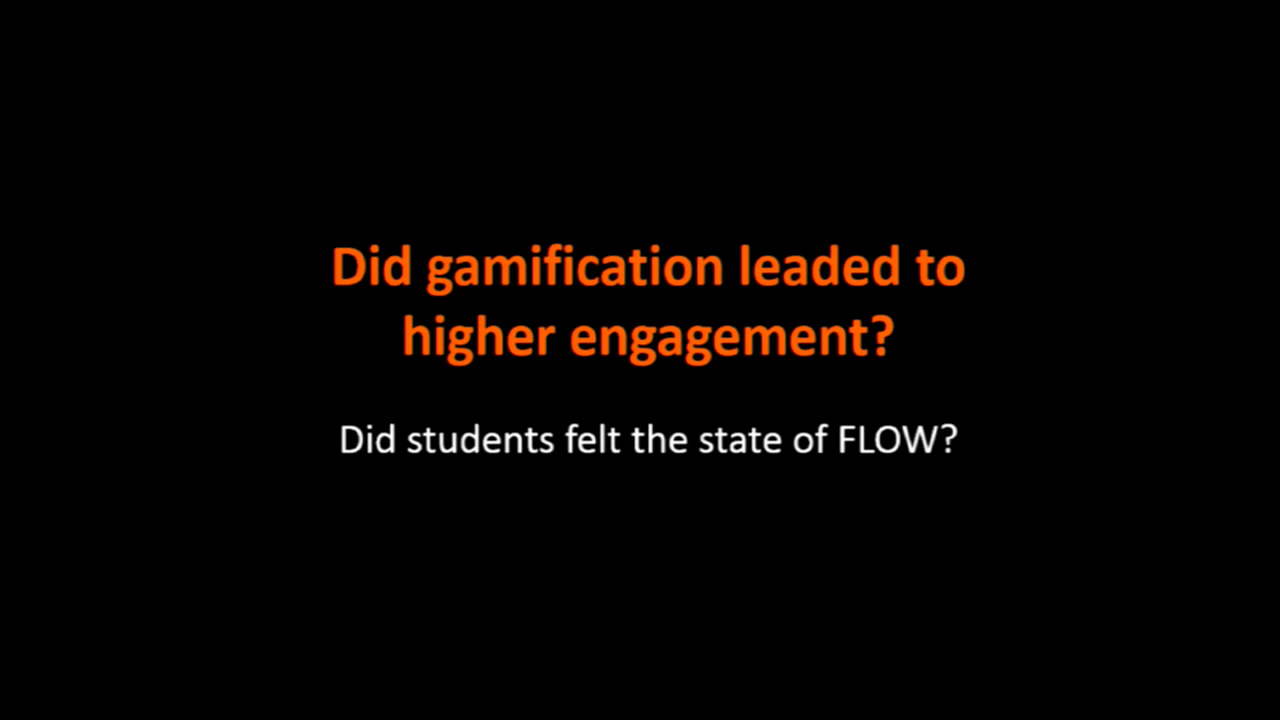 Did gamification leaded to
higher engagement?
Did students felt the state of FLOW?